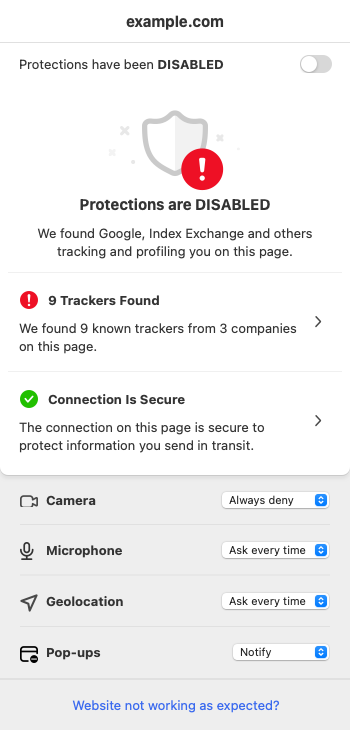 example.com
Protections have been DISABLED
Protections are DISABLED
We found Google, Index Exchange and others
tracking and profiling you on this page.
9 Trackers Found
We found 9 known trackers from 3 companies
on this page.
Connection Is Secure
The connection on this page is secure to
protect information you send in transit.
Camera Always deny
Microphone Ask every time
Geolocation Ask every time
Pop-ups Notify
Website not working as expected?